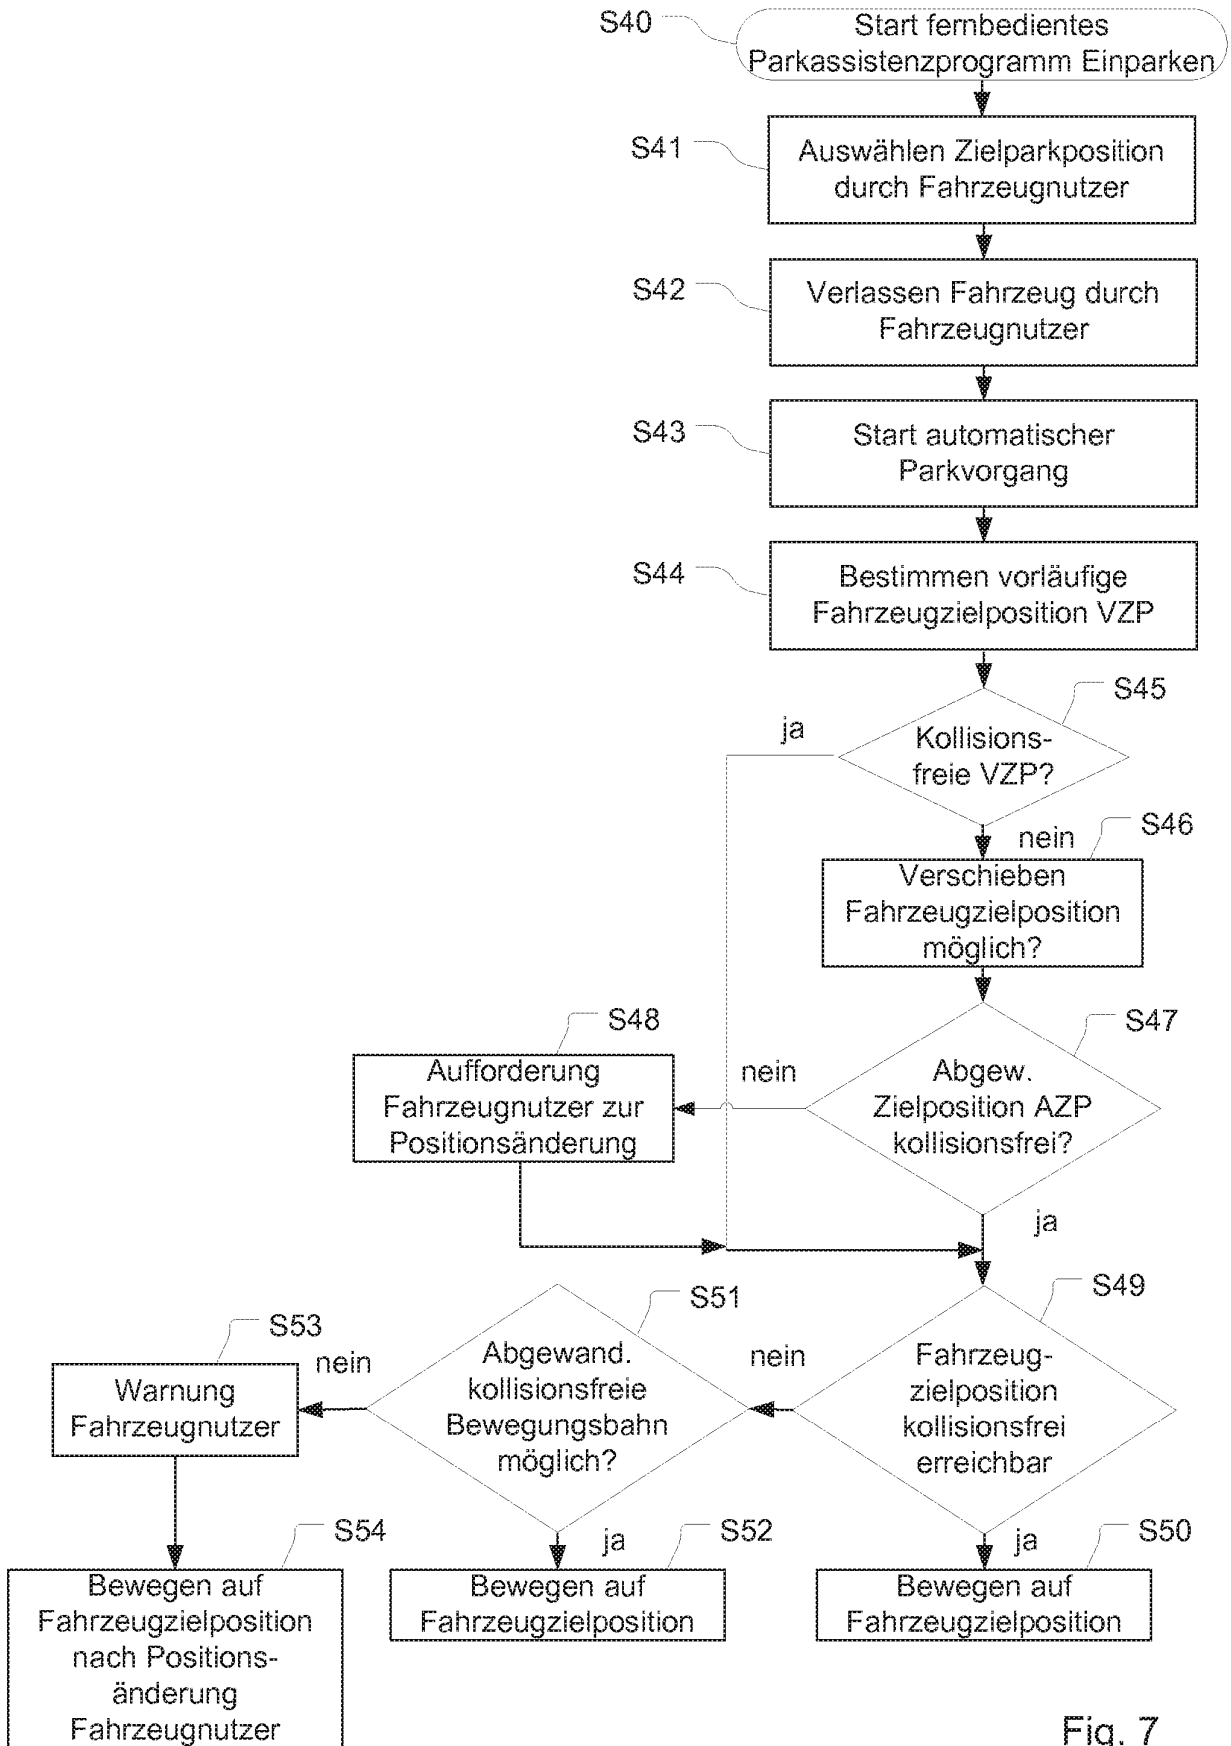 S40
Start fernbedientes
Parkassistenzprogramm Einparken
S41
Auswählen Zielparkposition
durch Fahrzeugnutzer
S42
Verlassen Fahrzeug durch
Fahrzeugnutzer
S43
Start automatischer
Parkvorgang
S44
Bestimmen vorläufige
Fahrzeugzielposition VZP
S45
ja
Kollisions-
freie VZP?
nein
S46
Verschieben
Fahrzeugzielposition
möglich?
S48
S47
Aufforderung
Fahrzeugnutzer zur
Positionsänderung
nein
Abgew.
Zielposition AZP
kollisionsfrei?
ja
S49
S51
S53
nein
Warnung
Fahrzeugnutzer
Abgewand.
kollisionsfreie
Bewegungsbahn
möglich?
nein
Fahrzeug-
zielposition
kollisionsfrei
erreichbar
S54
ja
S52
ja
S50
Bewegen auf
Fahrzeugzielposition
nach Positions-
änderung
Fahrzeugnutzer
Bewegen auf
Fahrzeugzielposition
Bewegen auf
Fahrzeugzielposition
Fig. 7